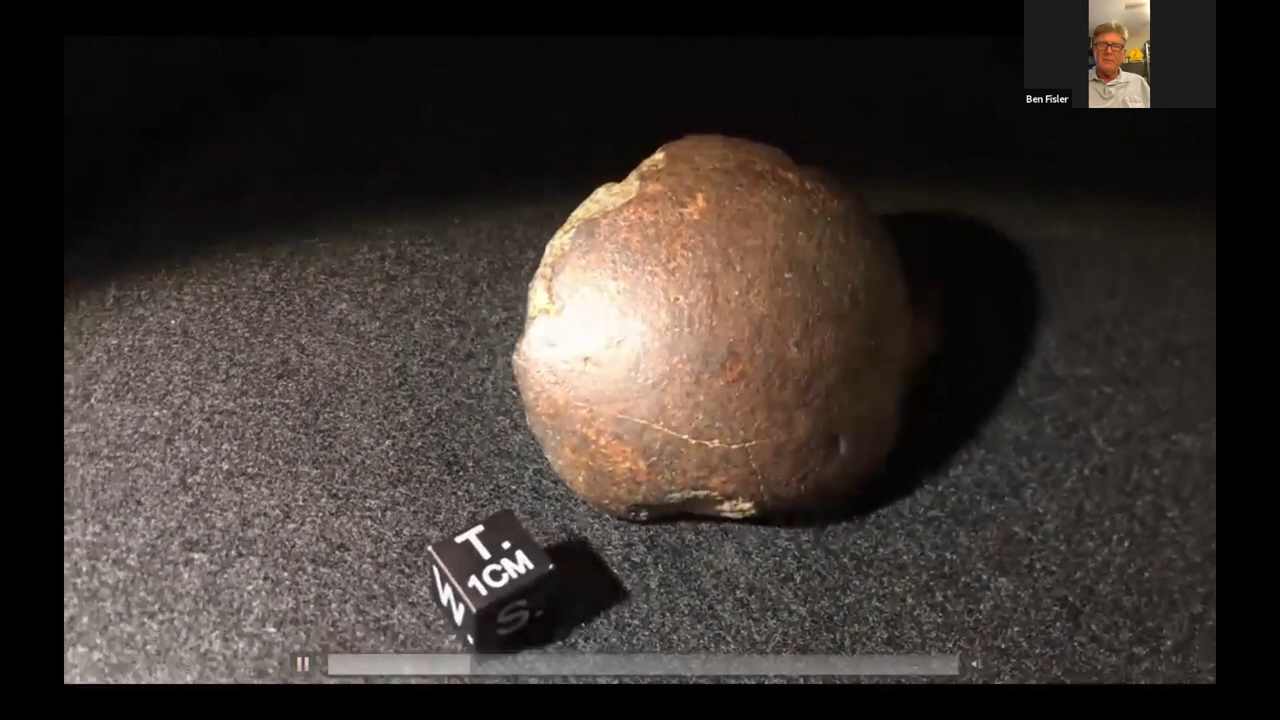 Ben Fisler
T.
1CM
W.
S.